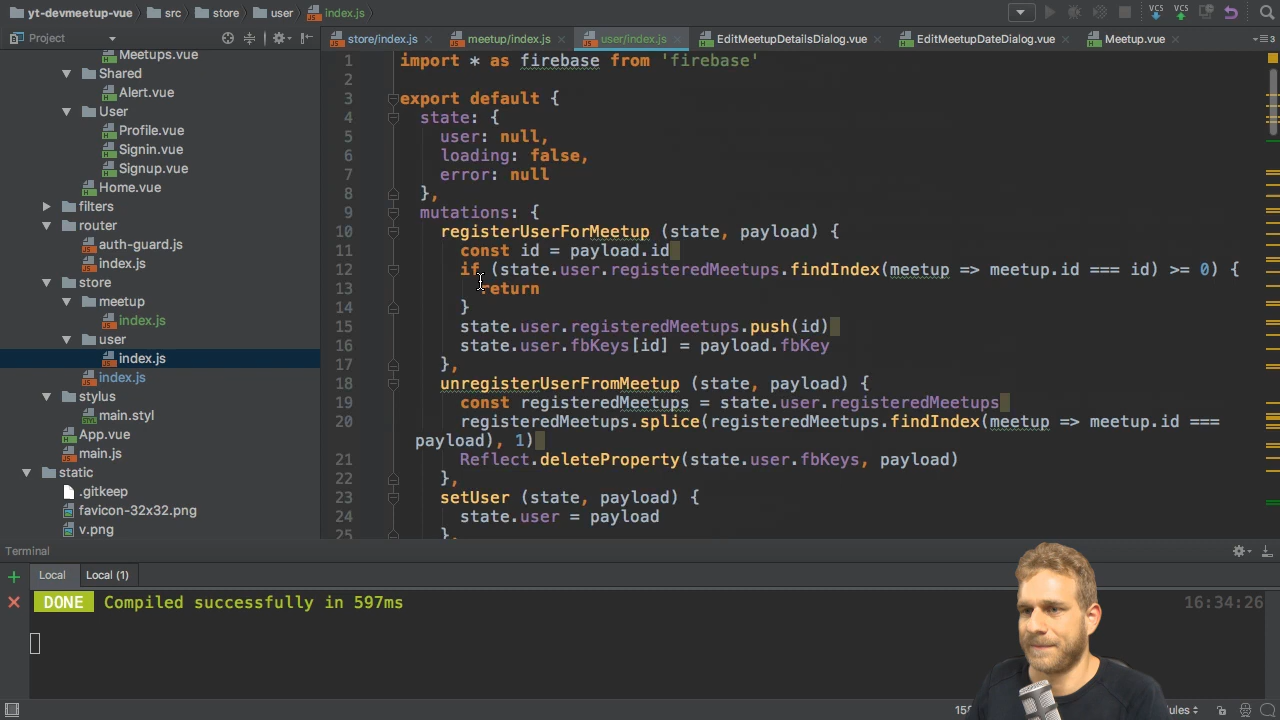 yt-devmeetup-vue src store user index.js
Project
store/index.js meetup/index.js user/index.js EditMeetupDetailsDialog.vue EditMeetupDateDialog.vue Meetup.vue
Meetups.vue
Shared
Alert.vue
User
Profile.vue
Signin.vue
Signup.vue
Home.vue
filters
router
auth-guard.js
index.js
store
meetup
index.js
user
index.js
index.js
stylus
main.styl
App.vue
main.js
static
.gitkeep
favicon-32x32.png
v.png
1 import * as firebase from 'firebase'
2
3 export default {
4 state: {
5 user: null,
6 loading: false,
7 error: null
8 },
9 mutations: {
10 registerUserForMeetup (state, payload) {
11 const id = payload.id
12 if (state.user.registeredMeetups.findIndex(meetup => meetup.id === id) >= 0) {
13 return
14 }
15 state.user.registeredMeetups.push(id)
16 state.user.fbKeys[id] = payload.fbKey
17 },
18 unregisterUserFromMeetup (state, payload) {
19 const registeredMeetups = state.user.registeredMeetups
20 registeredMeetups.splice(registeredMeetups.findIndex(meetup => meetup.id ===
payload), 1)
21 Reflect.deleteProperty(state.user.fbKeys, payload)
22 },
23 setUser (state, payload) {
24 state.user = payload
25 },
Terminal
Local Local (1)
DONE Compiled successfully in 597ms 16:34:26